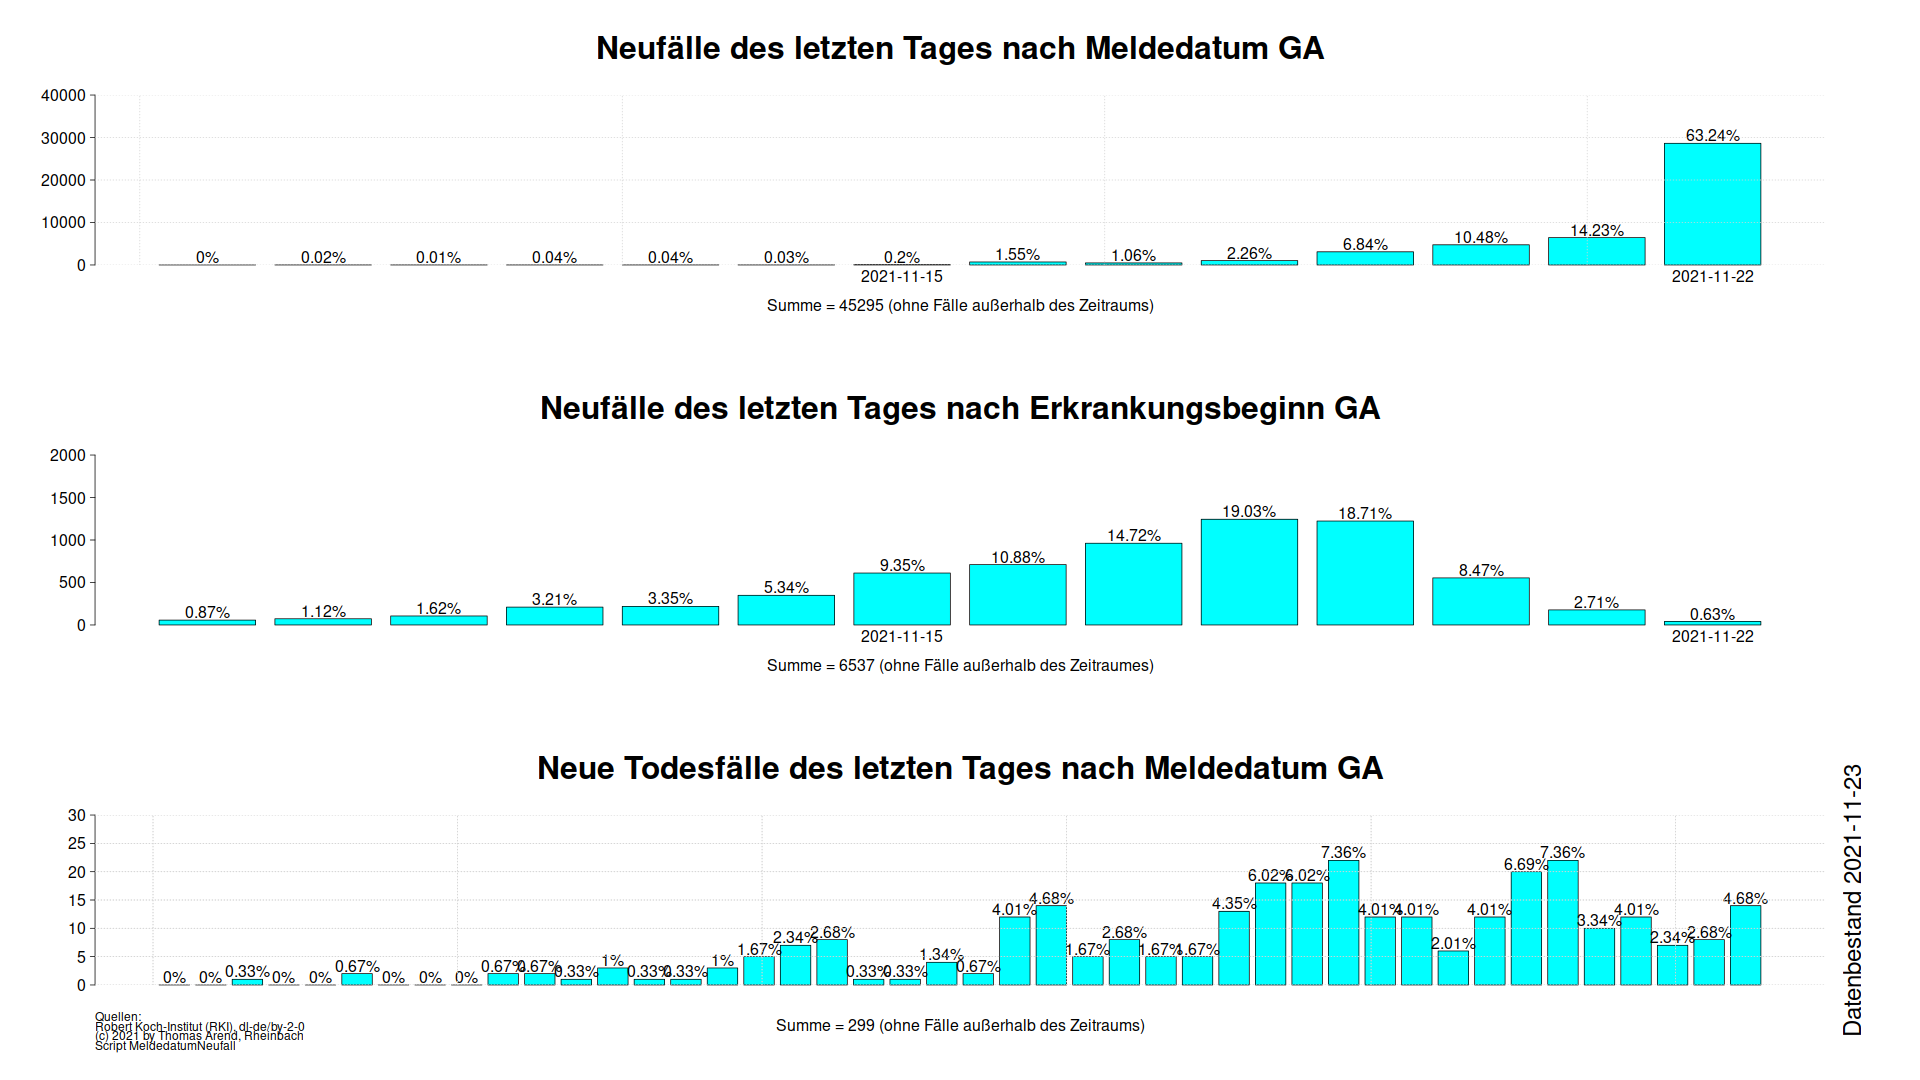 Neufälle des letzten Tages nach Meldedatum GA
40000
30000
20000
10000
0
0% 0.02% 0.01% 0.04% 0.04% 0.03% 0.2% 1.55% 1.06% 2.26% 6.84% 10.48% 14.23% 63.24%
2021-11-15 2021-11-22
Summe = 45295 (ohne Fälle außerhalb des Zeitraums)
Neufälle des letzten Tages nach Erkrankungsbeginn GA
2000
1500
1000
500
0
0.87% 1.12% 1.62% 3.21% 3.35% 5.34% 9.35% 10.88% 14.72% 19.03% 18.71% 8.47% 2.71% 0.63%
2021-11-15 2021-11-22
Summe = 6537 (ohne Fälle außerhalb des Zeitraumes)
Neue Todesfälle des letzten Tages nach Meldedatum GA
30
25
20
15
10
5
0
0% 0% 0.33% 0% 0% 0.67% 0% 0% 0% 0.67% 0.67% 0.33% 1% 0.33% 0.33% 1% 1.67% 2.34% 2.68% 0.33% 0.33% 1.34% 0.67% 4.01% 4.68% 1.67% 2.68% 1.67% 1.67% 4.35% 6.02% 6.02% 7.36% 4.01% 4.01% 2.01% 4.01% 6.69% 7.36% 3.34% 4.01% 2.34% 2.68% 4.68%
Summe = 299 (ohne Fälle außerhalb des Zeitraums)
Quellen:
Robert Koch-Institut (RKI), dl-de/by-2-0
(c) 2021 by Thomas Arend, Rheinbach
Script MeldedatumNeufall
Datenbestand 2021-11-23